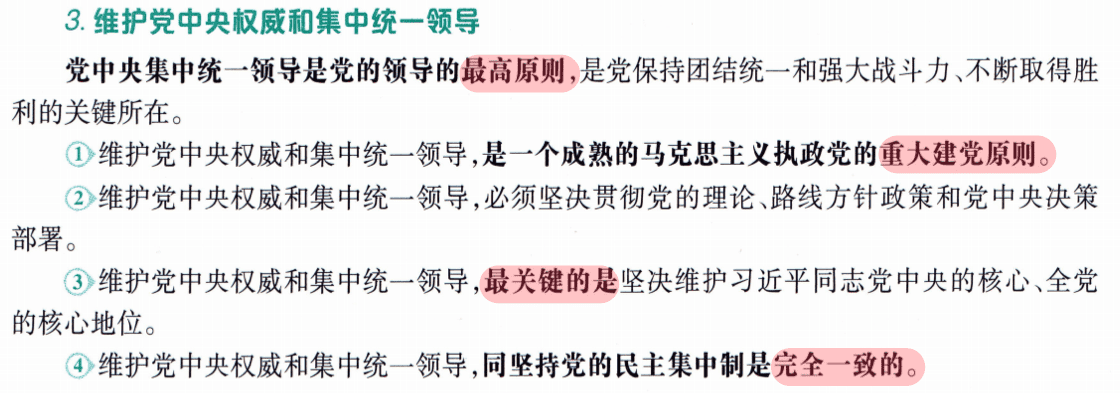 3. 维护党中央权威和集中统一领导
党中央集中统一领导是党的领导的最高原则,是党保持团结统一和强大战斗力、不断取得胜
利的关键所在。
①维护党中央权威和集中统一领导,是一个成熟的马克思主义执政党的重大建党原则。
②维护党中央权威和集中统一领导,必须坚决贯彻党的理论、路线方针政策和党中央决策
部署。
③维护党中央权威和集中统一领导,最关键的是坚决维护习近平同志党中央的核心、全党
的核心地位。
④维护党中央权威和集中统一领导,同坚持党的民主集中制是完全一致的。